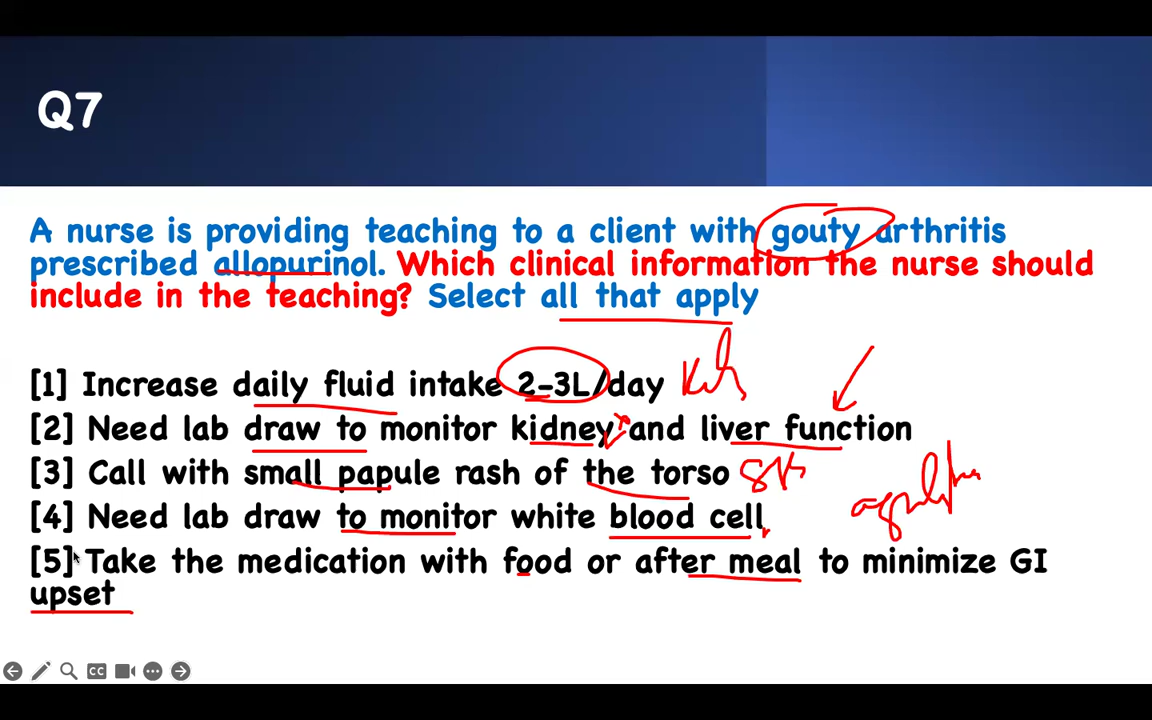 Q7
A nurse is providing teaching to a client with gouty arthritis
prescribed allopurinol. Which clinical information the nurse should
include in the teaching? Select all that apply
[1] Increase daily fluid intake 2-3L/day
[2] Need lab draw to monitor kidney and liver function
[3] Call with small papule rash of the torso
[4] Need lab draw to monitor white blood cell
[5] Take the medication with food or after meal to minimize GI
upset
CC